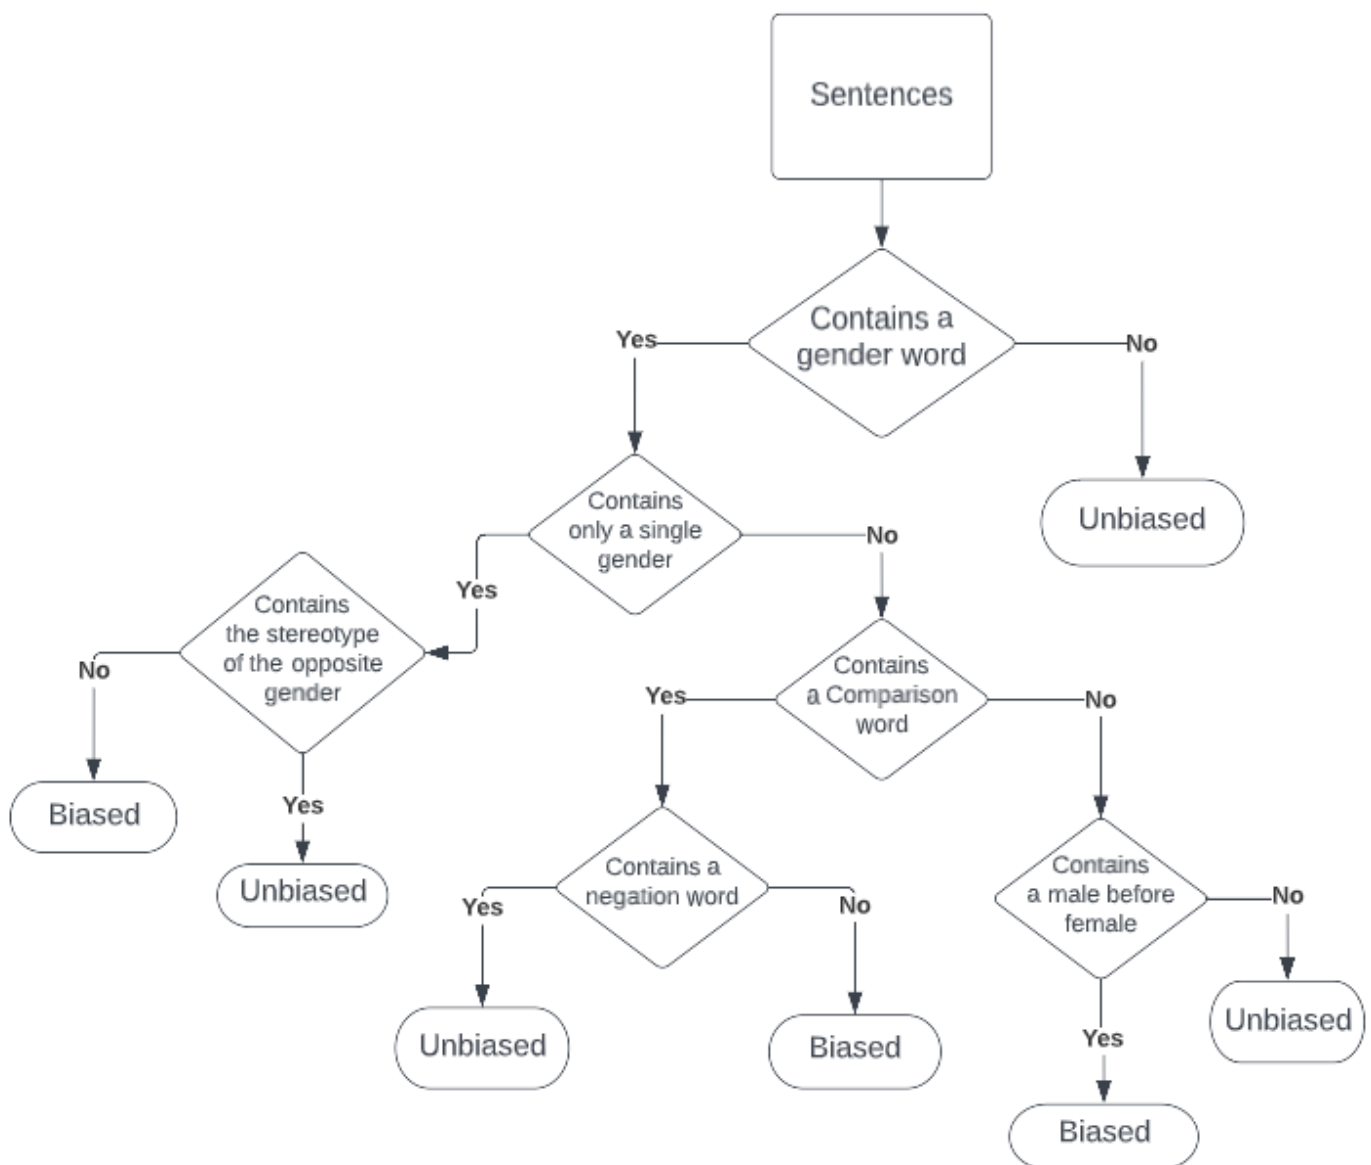 Sentences
Contains a
gender word
Yes
No
Contains
only a single
gender
Unbiased
Yes
No
Contains
the stereotype
of the opposite
gender
No
Yes
Biased
Unbiased
Contains
a Comparison
word
Yes
No
Contains a
negation word
Yes
No
Unbiased
Biased
Contains
a male before
female
No
Yes
Unbiased
Biased